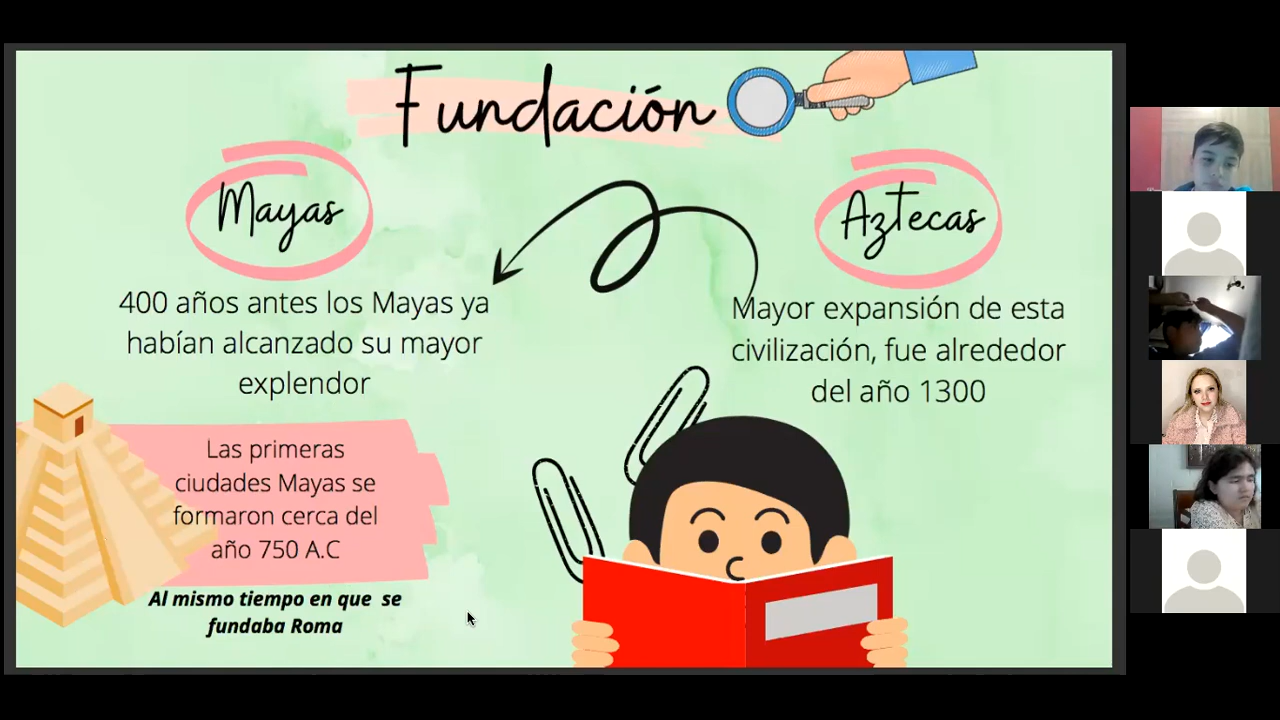 Fundación
Mayas
400 años antes los Mayas ya
habían alcanzado su mayor
explendor
Las primeras
ciudades Mayas se
formaron cerca del
año 750 A.C
Al mismo tiempo en que se
fundaba Roma
Aztecas
Mayor expansión de esta
civilización, fue alrededor
del año 1300